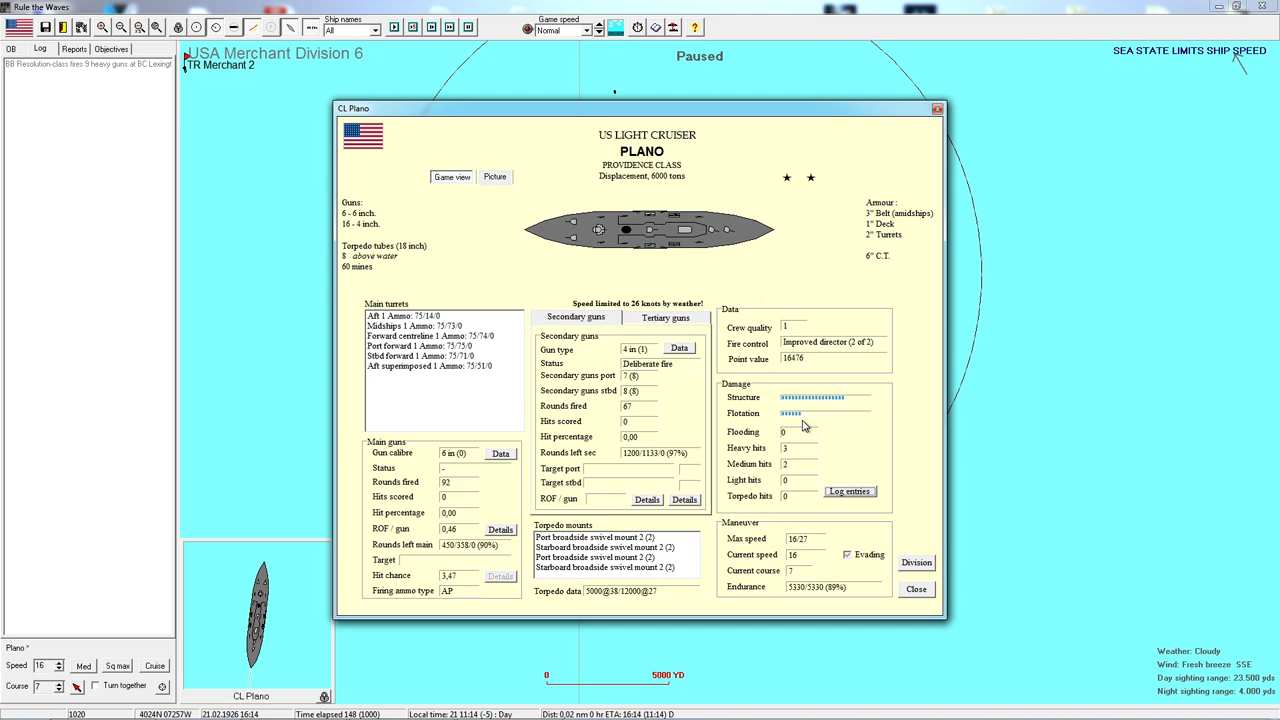 Rule the Waves
Ship names
All
Game speed
Normal
OB Log Reports Objectives
BB Resolution-class fires 9 heavy guns at BC Lexingt
USA Merchant Division 6
TR Merchant 2
Paused
SEA STATE LIMITS SHIP SPEED
CL Plano
US LIGHT CRUISER
PLANO
PROVIDENCE CLASS
Displacement, 6000 tons
Game view Picture
Guns:
6 - 6 inch.
16 - 4 inch.
Torpedo tubes (18 inch)
8 above water
60 mines
Armour :
3" Belt (amidships)
1" Deck
2" Turrets
6" C.T.
Main turrets
Aft 1 Ammo: 75/14/0
Midships 1 Ammo: 75/73/0
Forward centreline 1 Ammo: 75/74/0
Port forward 1 Ammo: 75/75/0
Stbd forward 1 Ammo: 75/71/0
Aft superimposed 1 Ammo: 75/51/0
Main guns
Gun calibre 6 in (0) Data
Status -
Rounds fired 92
Hits scored 0
Hit percentage 0,00
ROF / gun 0,46 Details
Rounds left main 450/358/0 (90%)
Target
Hit chance 3,47 Details
Firing ammo type AP
Speed limited to 26 knots by weather!
Secondary guns Tertiary guns
Secondary guns
Gun type 4 in (1) Data
Status Deliberate fire
Secondary guns port 7 (8)
Secondary guns stbd 8 (8)
Rounds fired 67
Hits scored 0
Hit percentage 0,00
Rounds left sec 1200/1133/0 (97%)
Target port
Target stbd
ROF / gun Details Details
Torpedo mounts
Port broadside swivel mount 2 (2)
Starboard broadside swivel mount 2 (2)
Port broadside swivel mount 2 (2)
Starboard broadside swivel mount 2 (2)
Torpedo data 5000@38/12000@27
Data
Crew quality 1
Fire control Improved director (2 of 2)
Point value 16476
Damage
Structure
Flotation
Flooding 0
Heavy hits 3
Medium hits 2
Light hits 0
Torpedo hits 0 Log entries
Maneuver
Max speed 16/27
Current speed 16 Evading
Current course 7
Endurance 5330/5330 (89%)
Division
Close
Plano *
Speed 16 Med Sq max Cruise
Course 7 Turn together
CL Plano
0 5000 YD
Weather: Cloudy
Wind: Fresh breeze SSE
Day sighting range: 23.500 yds
Night sighting range: 4.000 yds
1020 4024N 07257W 21.02.1926 16:14 Time elapsed 148 (1000) Local time: 21 11:14 (-5) : Day Dist: 0,02 nm 0 hr ETA: 16:14 (11:14) D